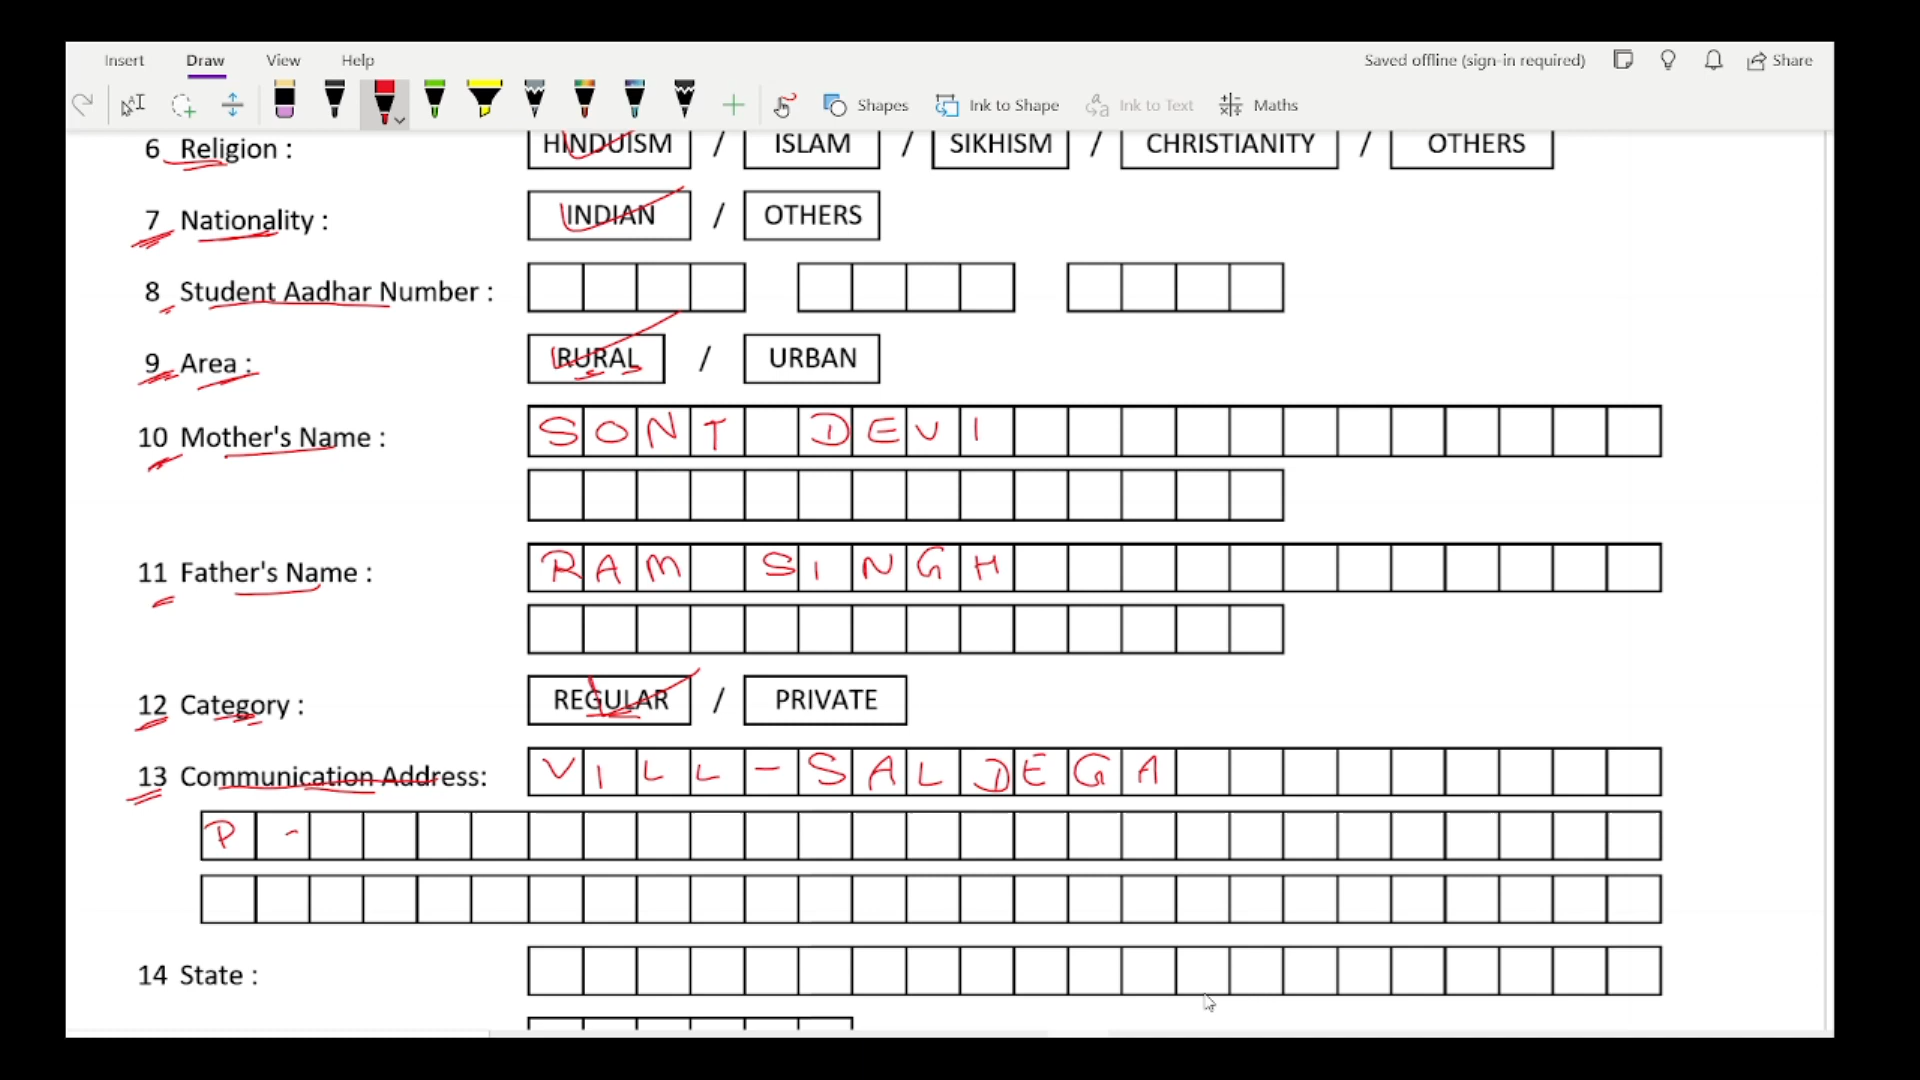 Insert Draw View Help Saved offline (sign-in required) Share
Shapes Ink to Shape Ink to Text Maths
6 Religion : HINDUISM / ISLAM / SIKHISM / CHRISTIANITY / OTHERS
7 Nationality : INDIAN / OTHERS
8 Student Aadhar Number :
9 Area : RURAL / URBAN
10 Mother's Name : SONI DEVI
11 Father's Name : RAM SINGH
12 Category : REGULAR / PRIVATE
13 Communication Address: VILL-SALDEGA
P -
14 State :